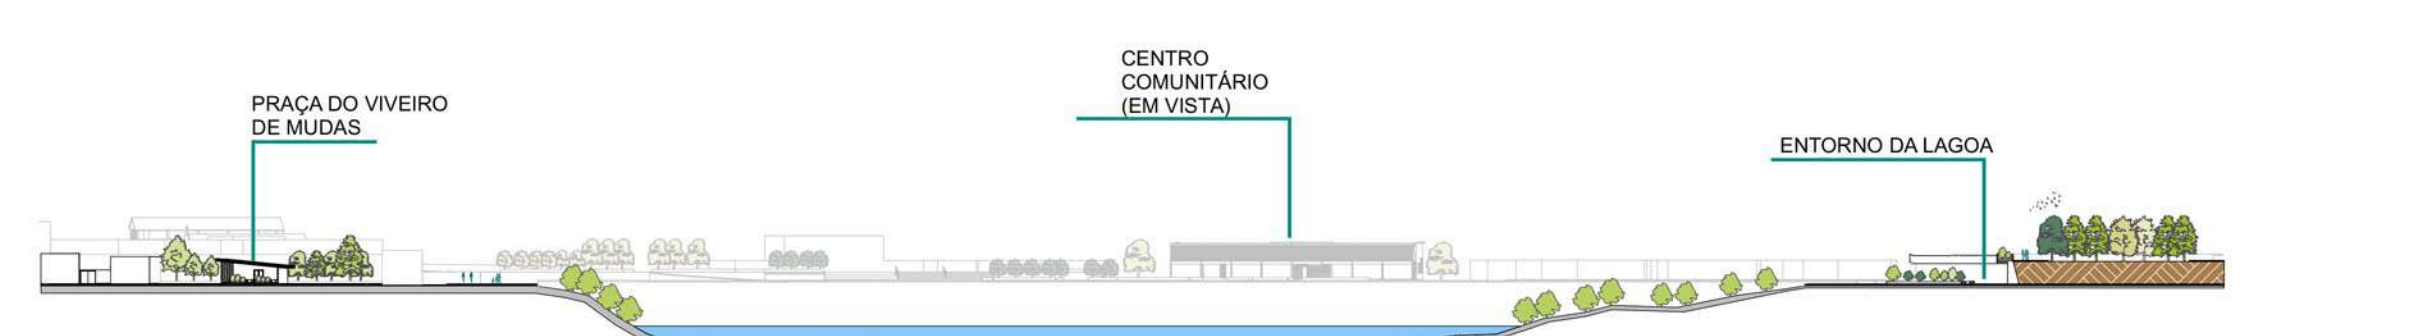 PRAÇA DO VIVEIRO
DE MUDAS
CENTRO
COMUNITÁRIO
(EM VISTA)
ENTORNO DA LAGOA